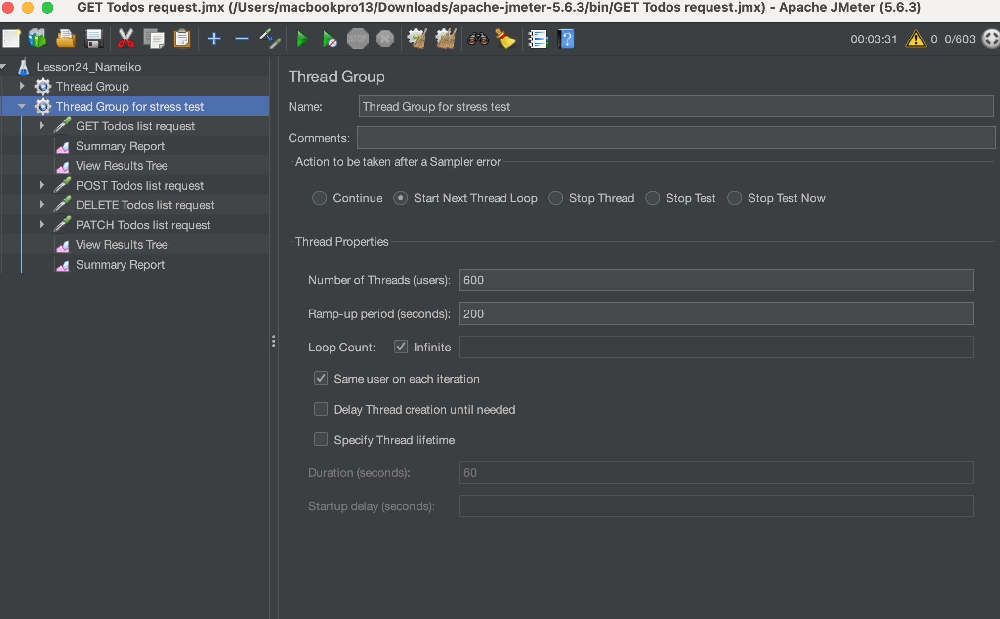 GET Todos request.jmx (/Users/macbookpro13/Downloads/apache-jmeter-5.6.3/bin/GET Todos request.jmx) - Apache JMeter (5.6.3)
STOP
00:03:31
0
0/603
Lesson24_Nameiko
Thread Group
Thread Group for stress test
GET Todos list request
Summary Report
View Results Tree
POST Todos list request
DELETE Todos list request
PATCH Todos list request
View Results Tree
Summary Report
Thread Group
Name: Thread Group for stress test
Comments:
Action to be taken after a Sampler error
Continue Start Next Thread Loop Stop Thread Stop Test Stop Test Now
Thread Properties
Number of Threads (users): 600
Ramp-up period (seconds): 200
Loop Count: Infinite
Same user on each iteration
Delay Thread creation until needed
Specify Thread lifetime
Duration (seconds): 60
Startup delay (seconds):